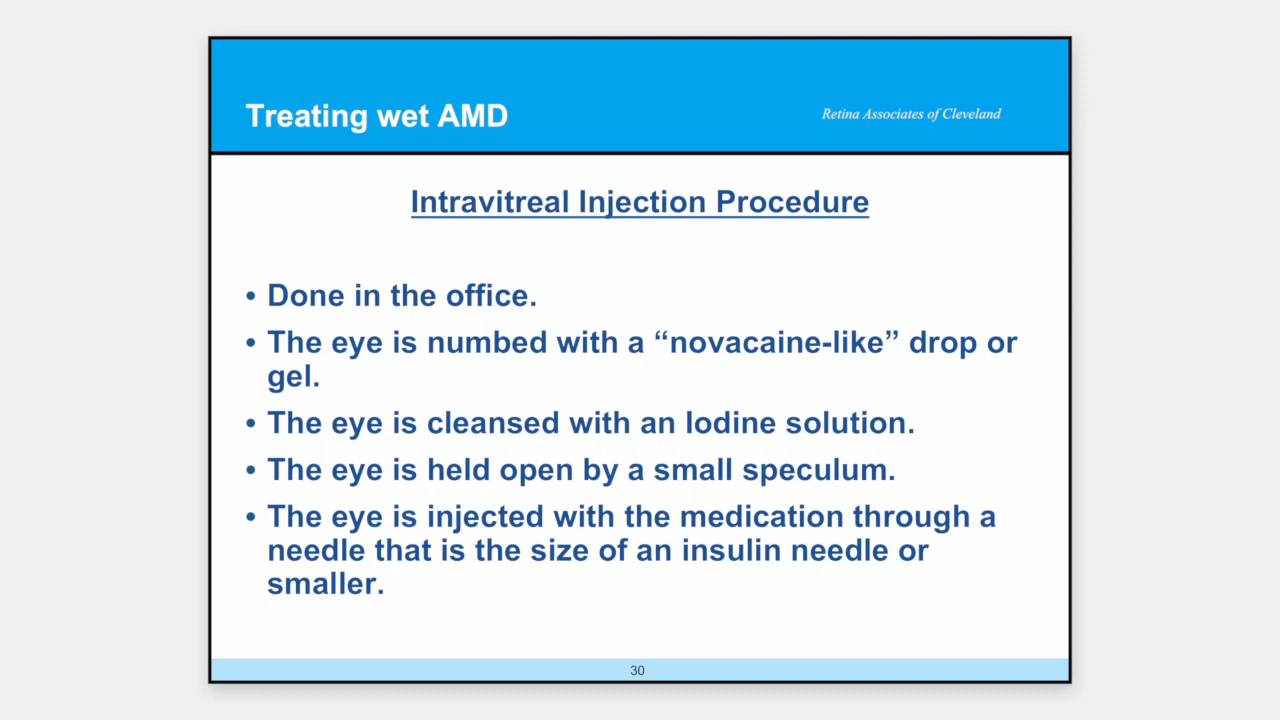 Treating wet AMD
Retina Associates of Cleveland
Intravitreal Injection Procedure
• Done in the office.
• The eye is numbed with a “novacaine-like” drop or
gel.
• The eye is cleansed with an Iodine solution.
• The eye is held open by a small speculum.
• The eye is injected with the medication through a
needle that is the size of an insulin needle or
smaller.
30